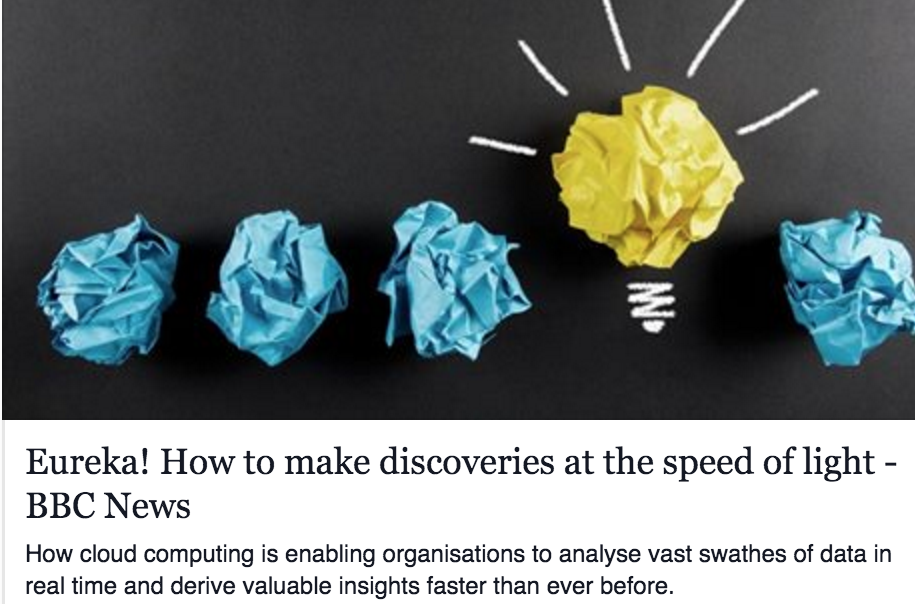 Eureka! How to make discoveries at the speed of light -
BBC News
How cloud computing is enabling organisations to analyse vast swathes of data in
real time and derive valuable insights faster than ever before.